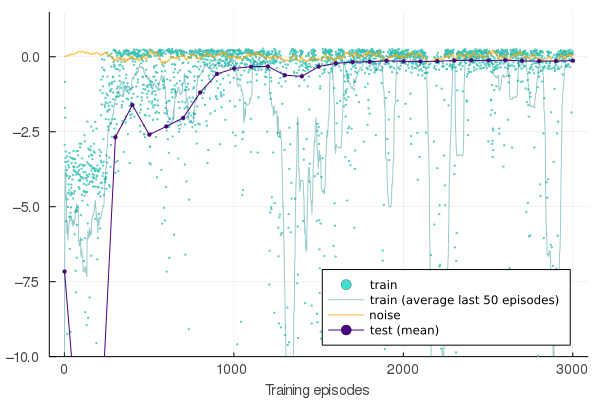 0.0
−2.5
−5.0
−7.5
−10.0
0
1000
2000
3000
Training episodes
train
train (average last 50 episodes)
noise
test (mean)